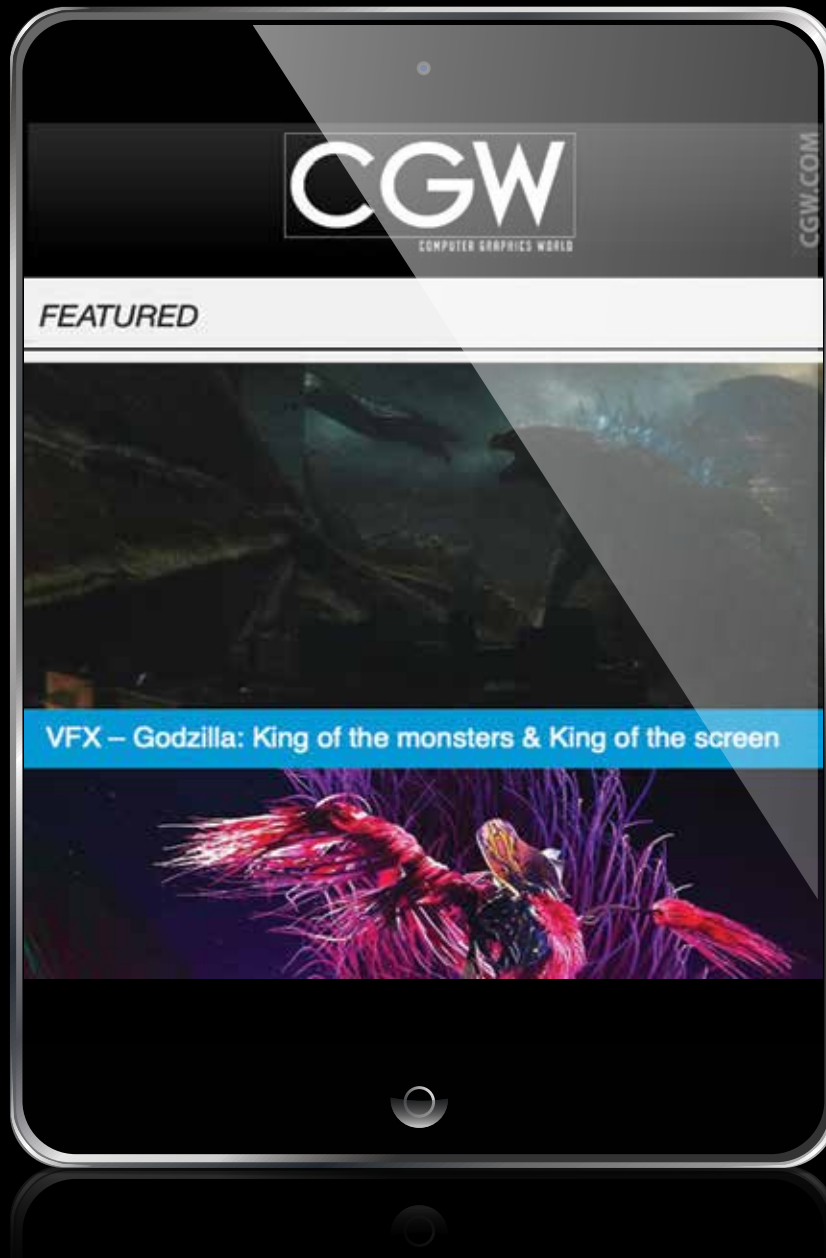 CGW
COMPUTER GRAPHICS WORLD
CGW.COM
FEATURED
VFX – Godzilla: King of the monsters & King of the screen